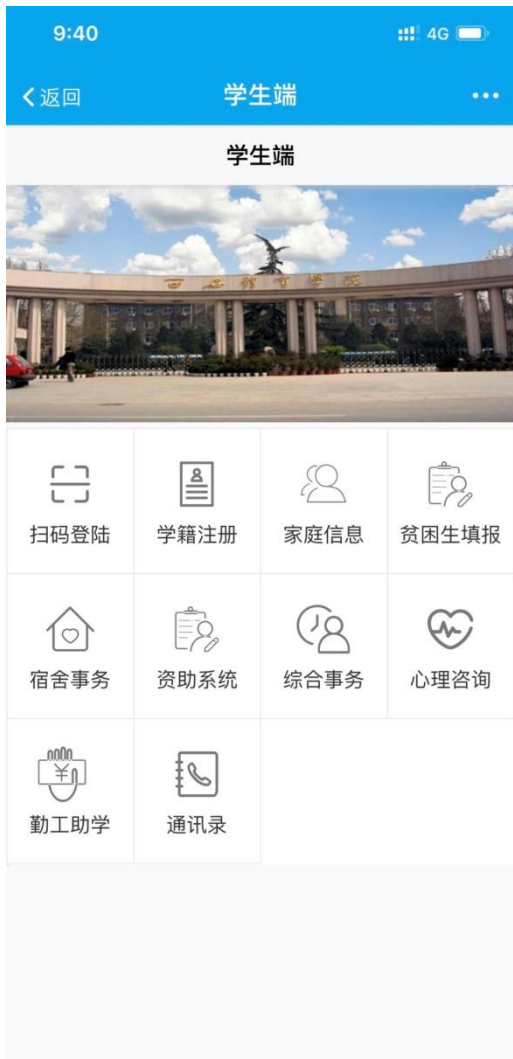 9:40
4G
返回
学生端
学生端
扫码登陆
学籍注册
家庭信息
贫困生填报
宿舍事务
资助系统
综合事务
心理咨询
勤工助学
通讯录